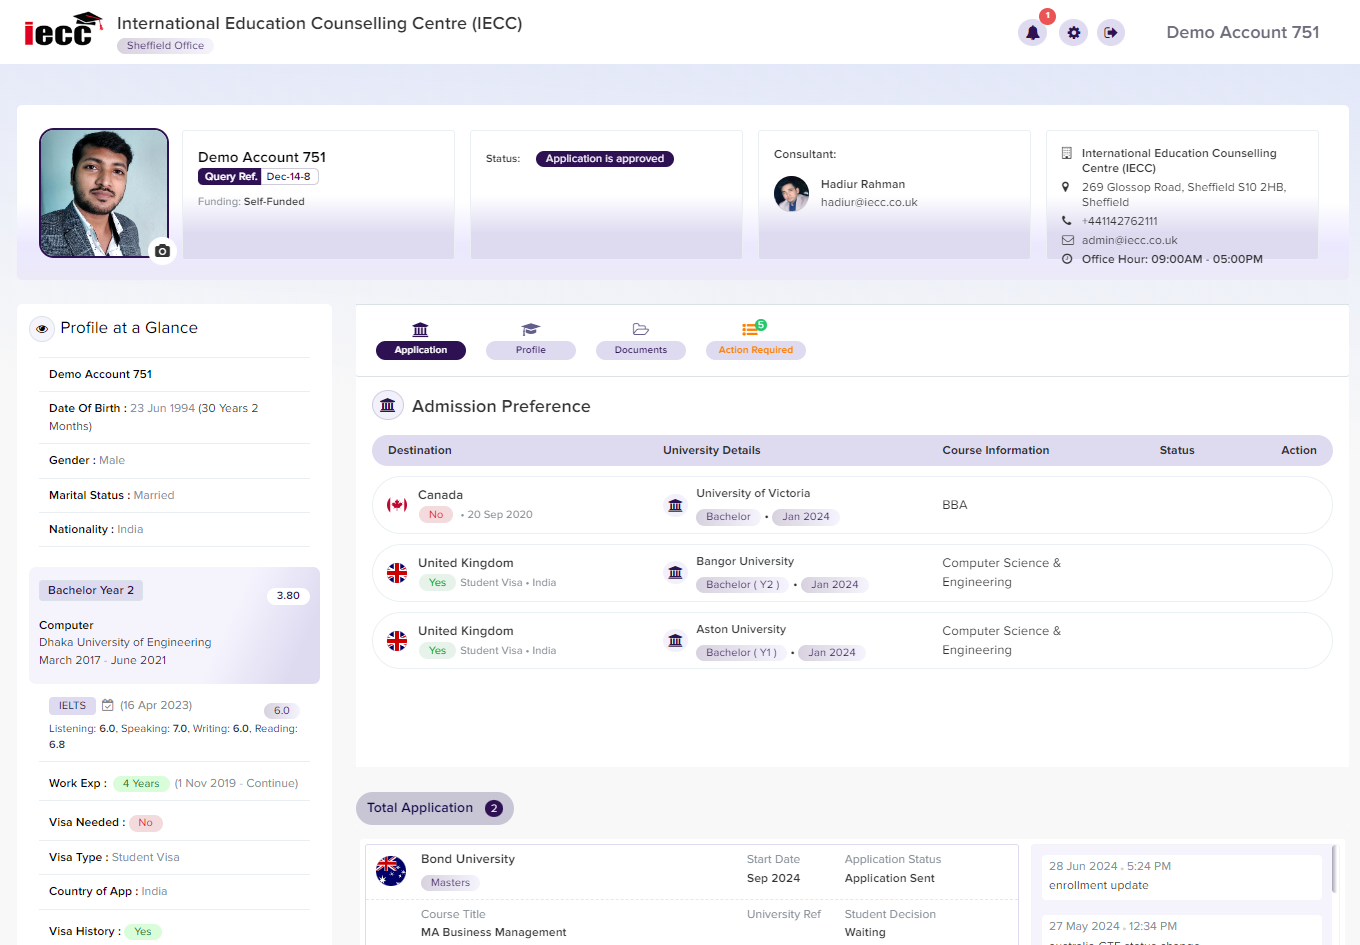 iecc
International Education Counselling Centre (IECC)
Sheffield Office
1
Demo Account 751
Demo Account 751
Query Ref. Dec-14-8
Funding: Self-Funded
Status: Application is approved
Consultant:
Hadiur Rahman
hadiur@iecc.co.uk
International Education Counselling
Centre (IECC)
269 Glossop Road, Sheffield S10 2HB,
Sheffield
+441142762111
admin@iecc.co.uk
Office Hour: 09:00AM - 05:00PM
Profile at a Glance
Demo Account 751
Date Of Birth : 23 Jun 1994 (30 Years 2
Months)
Gender : Male
Marital Status : Married
Nationality : India
Bachelor Year 2
3.80
Computer
Dhaka University of Engineering
March 2017 - June 2021
IELTS (16 Apr 2023) 6.0
Listening: 6.0, Speaking: 7.0, Writing: 6.0, Reading:
6.8
Work Exp : 4 Years (1 Nov 2019 - Continue)
Visa Needed : No
Visa Type : Student Visa
Country of App : India
Visa History : Yes
5
Application Profile Documents Action Required
Admission Preference
Destination University Details Course Information Status Action
Canada
No • 20 Sep 2020
University of Victoria
Bachelor • Jan 2024
BBA
United Kingdom
Yes Student Visa • India
Bangor University
Bachelor ( Y2 ) • Jan 2024
Computer Science &
Engineering
United Kingdom
Yes Student Visa • India
Aston University
Bachelor ( Y1 ) • Jan 2024
Computer Science &
Engineering
Total Application 2
Bond University
Masters
Start Date
Sep 2024
Application Status
Application Sent
Course Title
MA Business Management
University Ref
Student Decision
Waiting
28 Jun 2024 . 5:24 PM
enrollment update
27 May 2024 . 12:34 PM
australia GTE status change